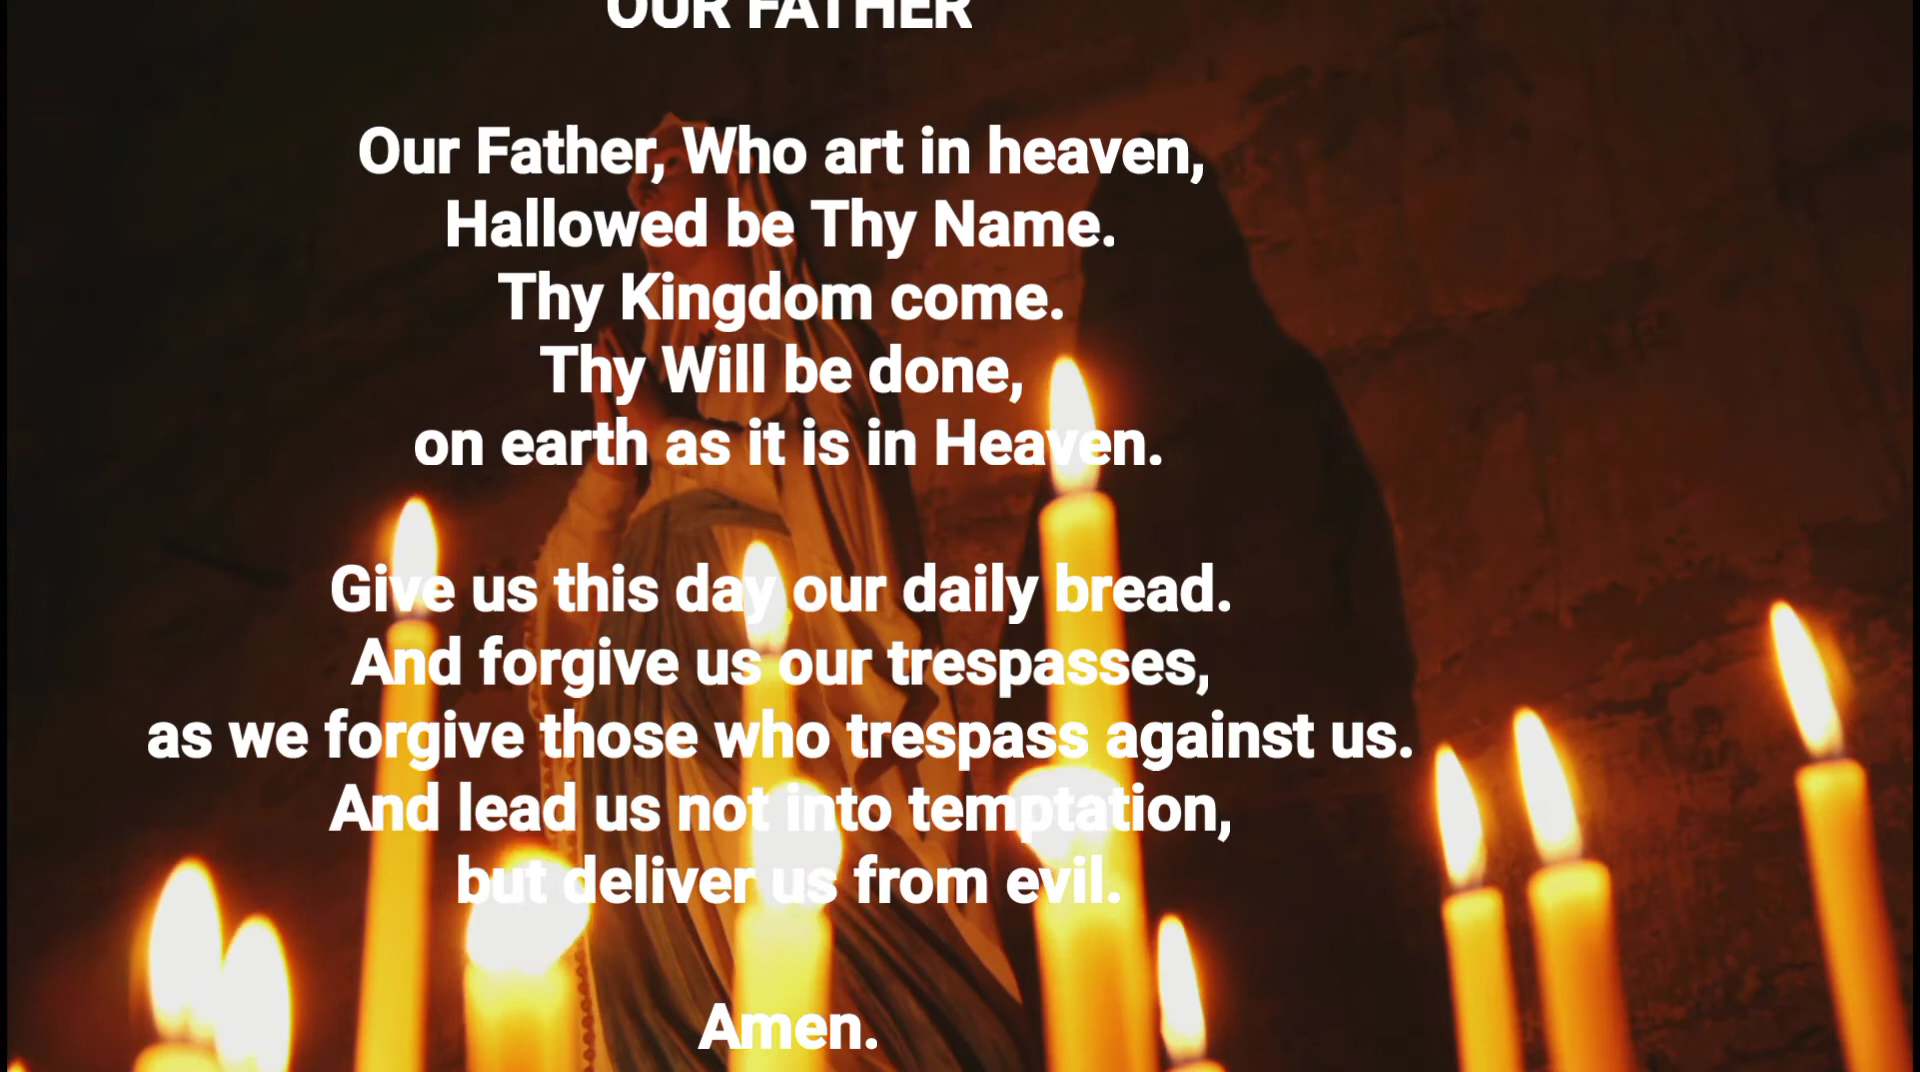 OUR FATHER
Our Father, Who art in heaven,
Hallowed be Thy Name.
Thy Kingdom come.
Thy Will be done,
on earth as it is in Heaven.
Give us this day our daily bread.
And forgive us our trespasses,
as we forgive those who trespass against us.
And lead us not into temptation,
but deliver us from evil.
Amen.